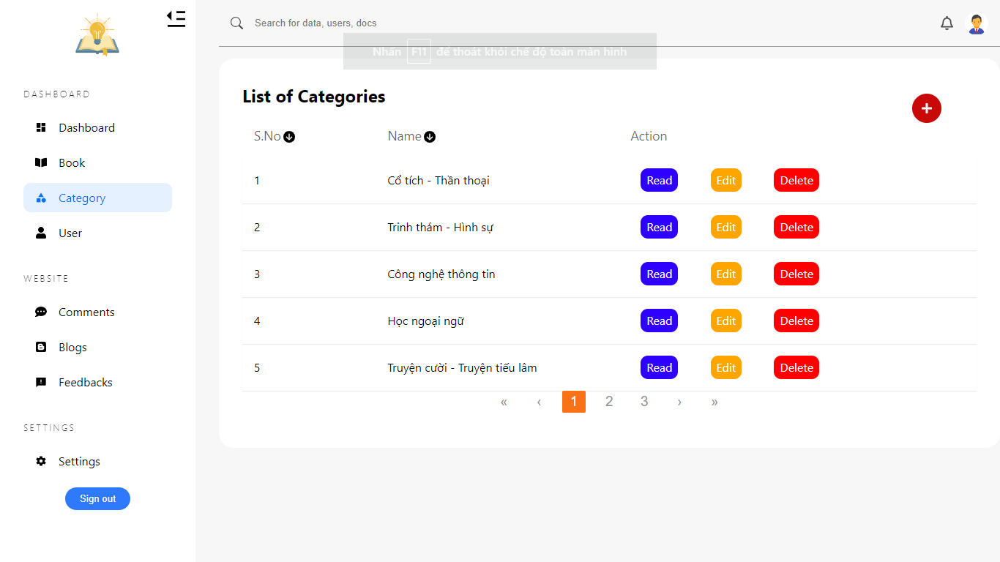 Search for data, users, docs
Nhấn F11 để thoát khỏi chế độ toàn màn hình
DASHBOARD
Dashboard
Book
Category
User
WEBSITE
Comments
Blogs
Feedbacks
SETTINGS
Settings
Sign out
List of Categories
S.No Name Action
1 Cổ tích - Thần thoại Read Edit Delete
2 Trinh thám - Hình sự Read Edit Delete
3 Công nghệ thông tin Read Edit Delete
4 Học ngoại ngữ Read Edit Delete
5 Truyện cười - Truyện tiếu lâm Read Edit Delete
« ‹ 1 2 3 › »